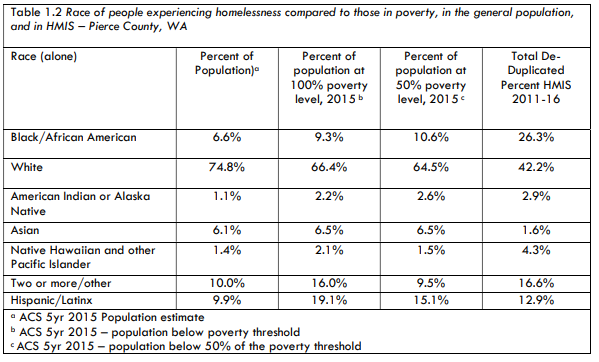 Table 1.2 Race of people experiencing homelessness compared to those in poverty, in the general population,
and in HMIS – Pierce County, WA
Race (alone) Percent of Percent of Percent of Total De-
Population)a population at population at Duplicated
100% poverty 50% poverty Percent HMIS
level, 2015 b level, 2015 c 2011-16
Black/African American 6.6% 9.3% 10.6% 26.3%
White 74.8% 66.4% 64.5% 42.2%
American Indian or Alaska 1.1% 2.2% 2.6% 2.9%
Native
Asian 6.1% 6.5% 6.5% 1.6%
Native Hawaiian and other 1.4% 2.1% 1.5% 4.3%
Pacific Islander
Two or more/other 10.0% 16.0% 9.5% 16.6%
Hispanic/Latinx 9.9% 19.1% 15.1% 12.9%
a ACS 5yr 2015 Population estimate
b ACS 5yr 2015 – population below poverty threshold
c ACS 5yr 2015 – population below 50% of the poverty threshold